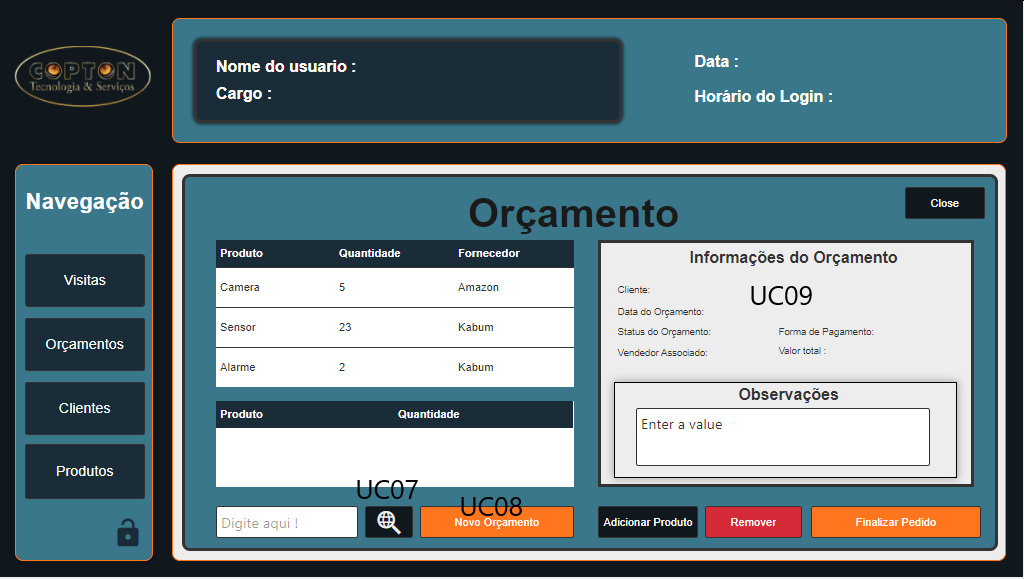 COPTON
Tecnologia & Serviços
Nome do usuario :
Cargo :
Data :
Horário do Login :
Navegação
Visitas
Orçamentos
Clientes
Produtos
Orçamento
Close
Produto Quantidade Fornecedor
Camera 5 Amazon
Sensor 23 Kabum
Alarme 2 Kabum
Produto Quantidade
UC07
UC08
Digite aqui !
Novo Orçamento
Informações do Orçamento
UC09
Cliente:
Data do Orçamento:
Status do Orçamento: Forma de Pagamento:
Vendedor Associado: Valor total :
Observações
Enter a value
Adicionar Produto
Remover
Finalizar Pedido